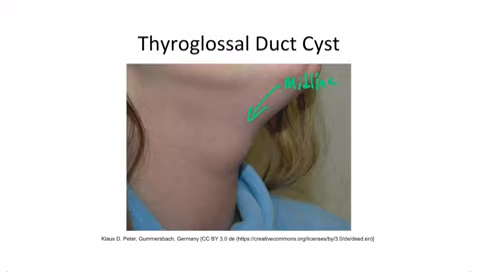 Thyroglossal Duct Cyst
Midline
Klaus D. Peter, Gummersbach, Germany [CC BY 3.0 de (https://creativecommons.org/licenses/by/3.0/de/deed.en)]